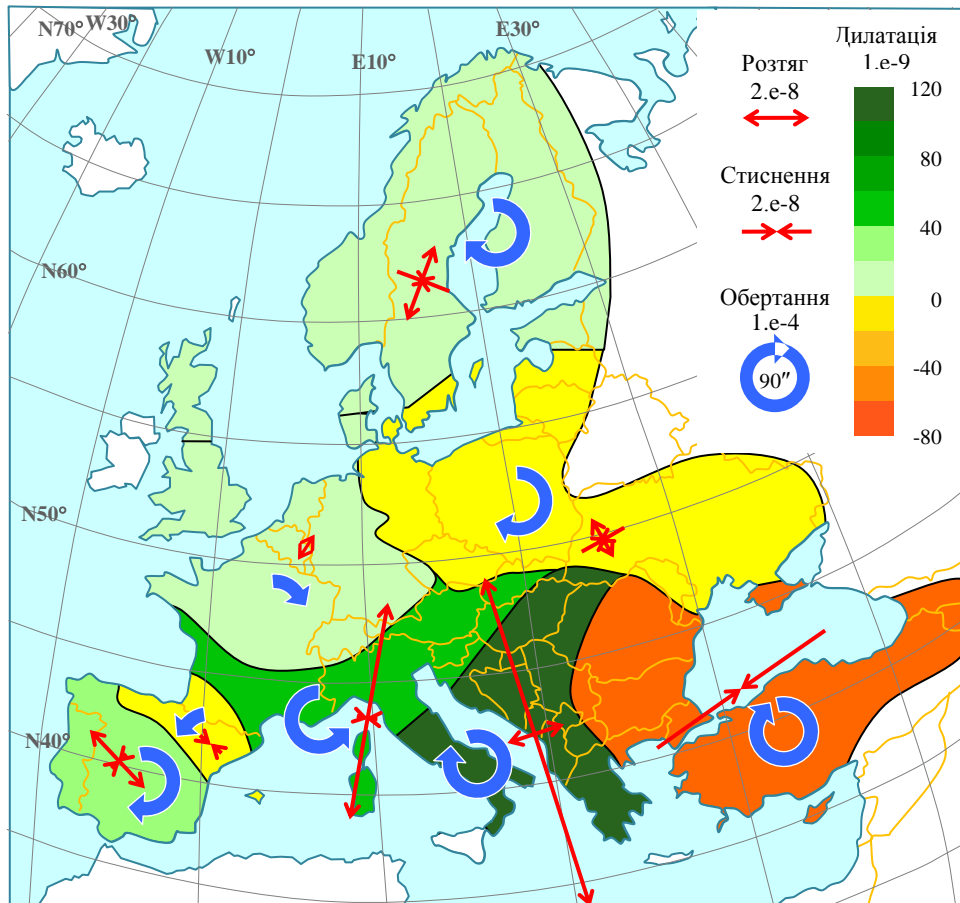 N70°
W30°
W10°
E10°
E30°
N60°
N50°
N40°
Розтяг
2.e-8
Стиснення
2.e-8
Обертання
1.e-4
90″
Дилатація
1.e-9
120
80
40
0
-40
-80